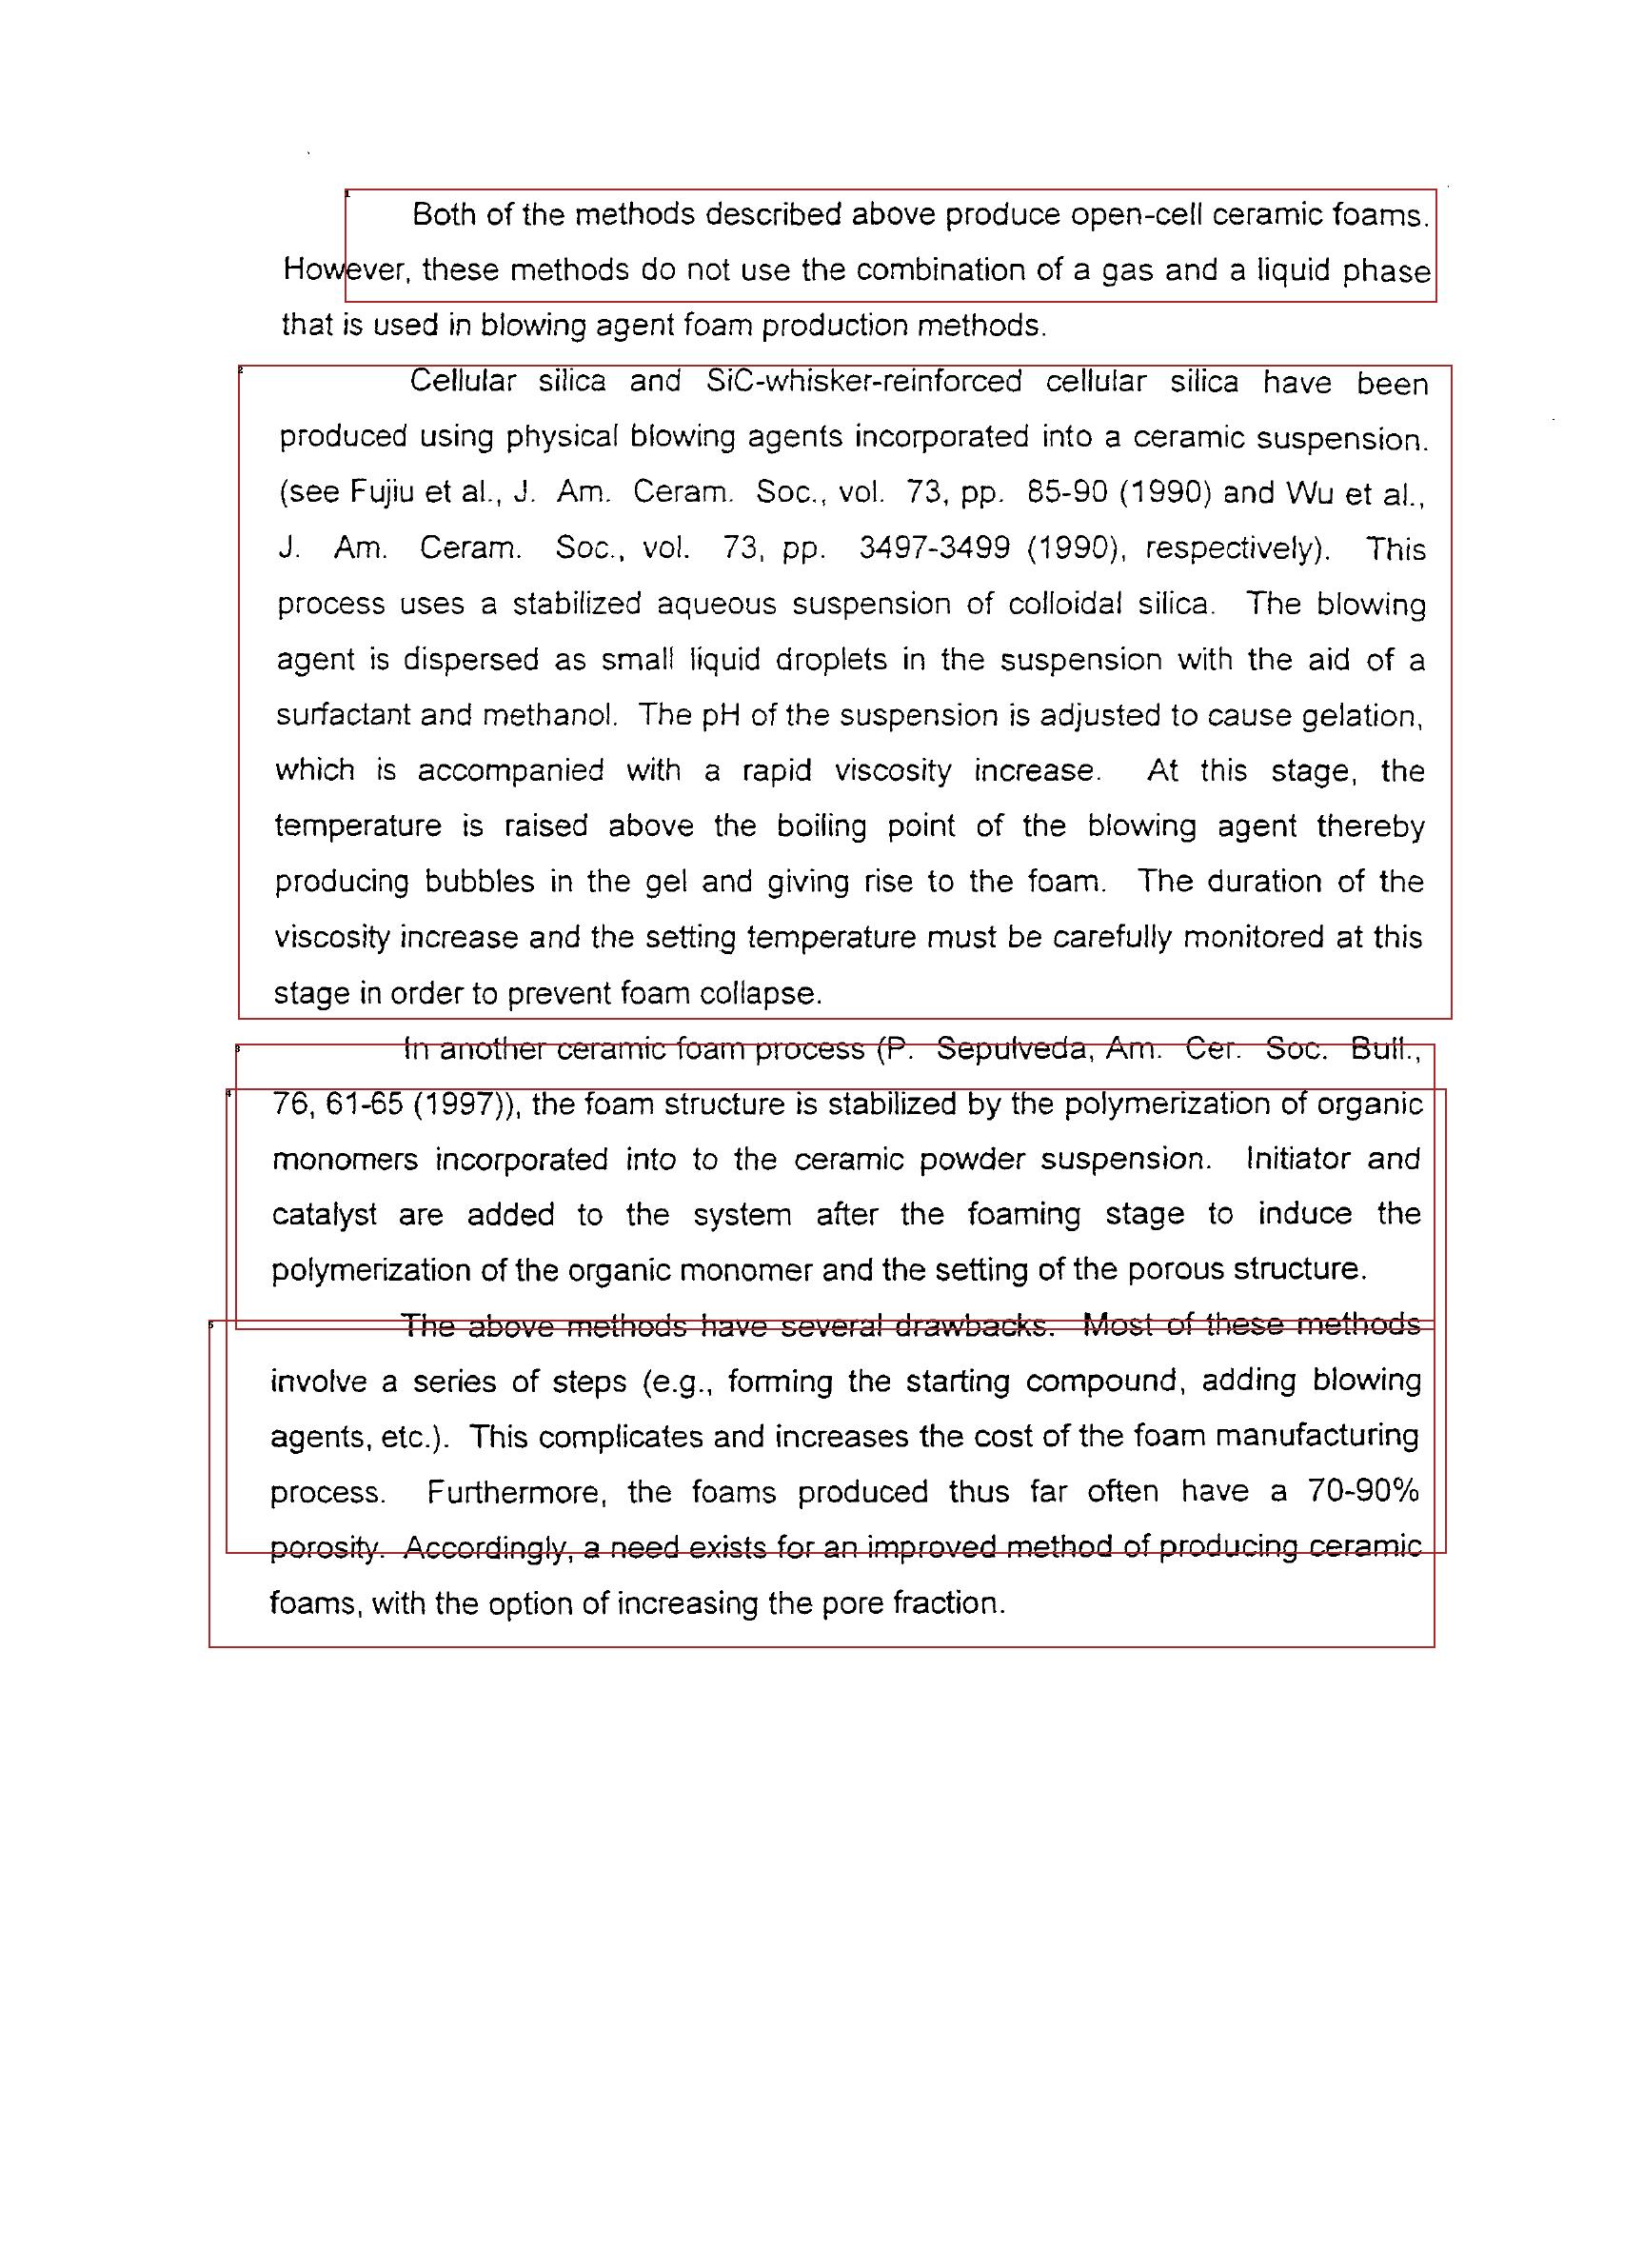 Both of the methods described above produce open-cell ceramic foams.
However, these methods do not use the combination of a gas and a liquid phase
that is used in blowing agent foam production methods.
Cellular silica and SiC-whisker-reinforced cellular silica have been
produced using physical blowing agents incorporated into a ceramic suspension.
(see Fujiu et al., J. Am. Ceram. Soc., vol. 73, pp. 85-90 (1990) and Wu et al.,
J. Am. Ceram. Soc., vol. 73, pp. 3497-3499 (1990), respectively). This
process uses a stabilized aqueous suspension of colloidal silica. The blowing
agent is dispersed as small liquid droplets in the suspension with the aid of a
surfactant and methanol. The pH of the suspension is adjusted to cause gelation,
which is accompanied with a rapid viscosity increase. At this stage, the
temperature is raised above the boiling point of the blowing agent thereby
producing bubbles in the gel and giving rise to the foam. The duration of the
viscosity increase and the setting temperature must be carefully monitored at this
stage in order to prevent foam collapse.
In another ceramic foam process (P. Sepulveda, Am. Cer. Soc. Bull.,
76, 61-65 (1997)), the foam structure is stabilized by the polymerization of organic
monomers incorporated into to the ceramic powder suspension. Initiator and
catalyst are added to the system after the foaming stage to induce the
polymerization of the organic monomer and the setting of the porous structure.
The above methods have several drawbacks. Most of these methods
involve a series of steps (e.g., forming the starting compound, adding blowing
agents, etc.). This complicates and increases the cost of the foam manufacturing
process. Furthermore, the foams produced thus far often have a 70-90%
porosity. Accordingly, a need exists for an improved method of producing ceramic
foams, with the option of increasing the pore fraction.